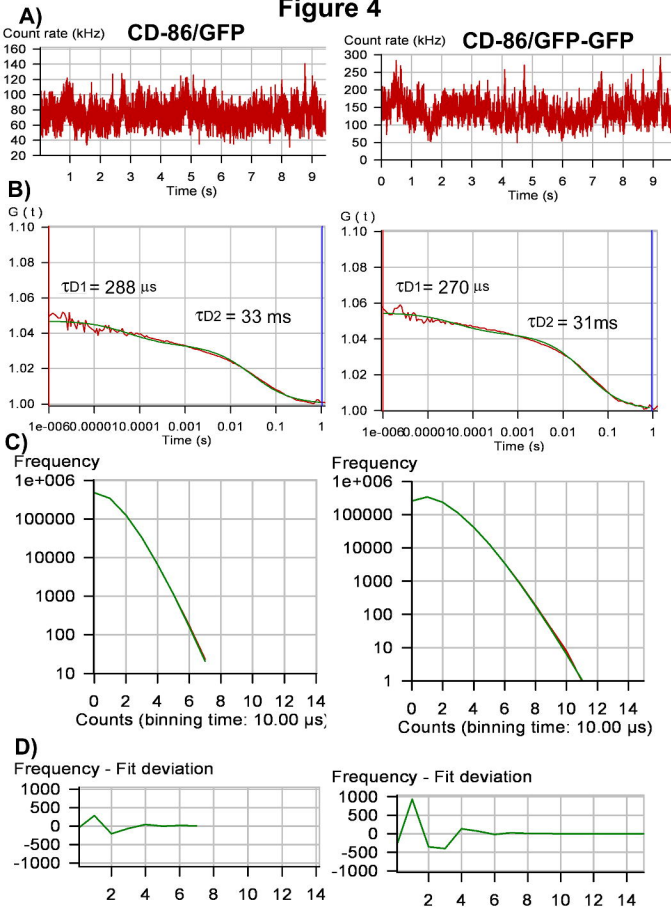 Figure 4
A)
CD-86/GFP
Count rate (kHz)
160
140
120
100
80
60
40
20
1 2 3 4 5 6 7 8 9
Time (s)
CD-86/GFP-GFP
Count rate (kHz)
300
250
200
150
100
50
0
0 1 2 3 4 5 6 7 8 9
Time (s)
B)
G ( t )
1.10
1.08
1.06
1.04
1.02
1.00
τD1 = 288 µs
τD2 = 33 ms
1e-0060.000010.0001 0.001 0.01 0.1 1
Time (s)
1.10
1.08
1.06
1.04
1.02
1.00
τD1= 270 µs
τD2 = 31ms
1e-0060.000010.0001 0.001 0.01 0.1 1
Time (s)
C)
Frequency
1e+006
100000
10000
1000
100
10
0 2 4 6 8 10 12 14
Counts (binning time: 10.00 µs)
Frequency
1e+006
100000
10000
1000
100
10
1
0 2 4 6 8 10 12 14
Counts (binning time: 10.00 µs)
D)
Frequency - Fit deviation
1000
500
0
-500
-1000
2 4 6 8 10 12 14
Frequency - Fit deviation
1000
500
0
-500
-1000
2 4 6 8 10 12 14